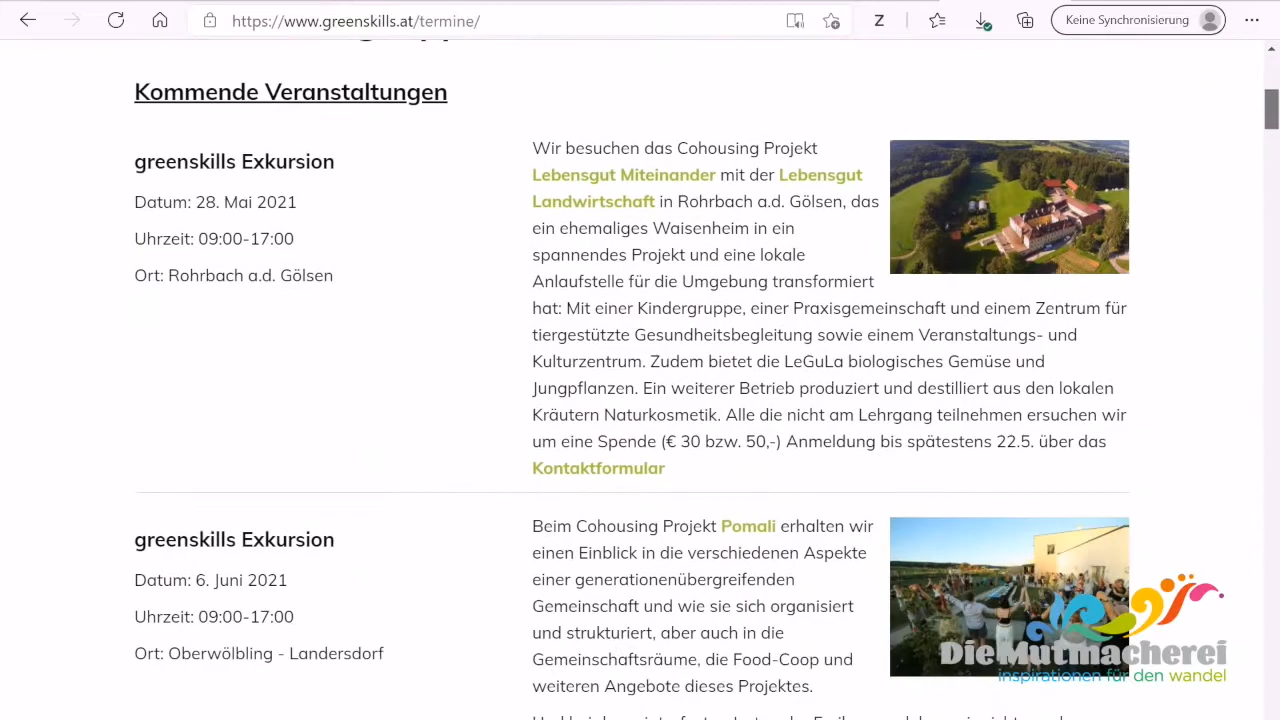 https://www.greenskills.at/termine/
Z
Keine Synchronisierung
Kommende Veranstaltungen
greenskills Exkursion
Datum: 28. Mai 2021
Uhrzeit: 09:00-17:00
Ort: Rohrbach a.d. Gölsen
Wir besuchen das Cohousing Projekt
Lebensgut Miteinander mit der Lebensgut
Landwirtschaft in Rohrbach a.d. Gölsen, das
ein ehemaliges Waisenheim in ein
spannendes Projekt und eine lokale
Anlaufstelle für die Umgebung transformiert
hat: Mit einer Kindergruppe, einer Praxisgemeinschaft und einem Zentrum für
tiergestützte Gesundheitsbegleitung sowie einem Veranstaltungs- und
Kulturzentrum. Zudem bietet die LeGuLa biologisches Gemüse und
Jungpflanzen. Ein weiterer Betrieb produziert und destilliert aus den lokalen
Kräutern Naturkosmetik. Alle die nicht am Lehrgang teilnehmen ersuchen wir
um eine Spende (€ 30 bzw. 50,-) Anmeldung bis spätestens 22.5. über das
Kontaktformular
greenskills Exkursion
Datum: 6. Juni 2021
Uhrzeit: 09:00-17:00
Ort: Oberwölbling - Landersdorf
Beim Cohousing Projekt Pomali erhalten wir
einen Einblick in die verschiedenen Aspekte
einer generationenübergreifenden
Gemeinschaft und wie sie sich organisiert
und strukturiert, aber auch in die
Gemeinschaftsräume, die Food-Coop und
weiteren Angebote dieses Projektes.
DieMutmacherei
inspirationen für den wandel